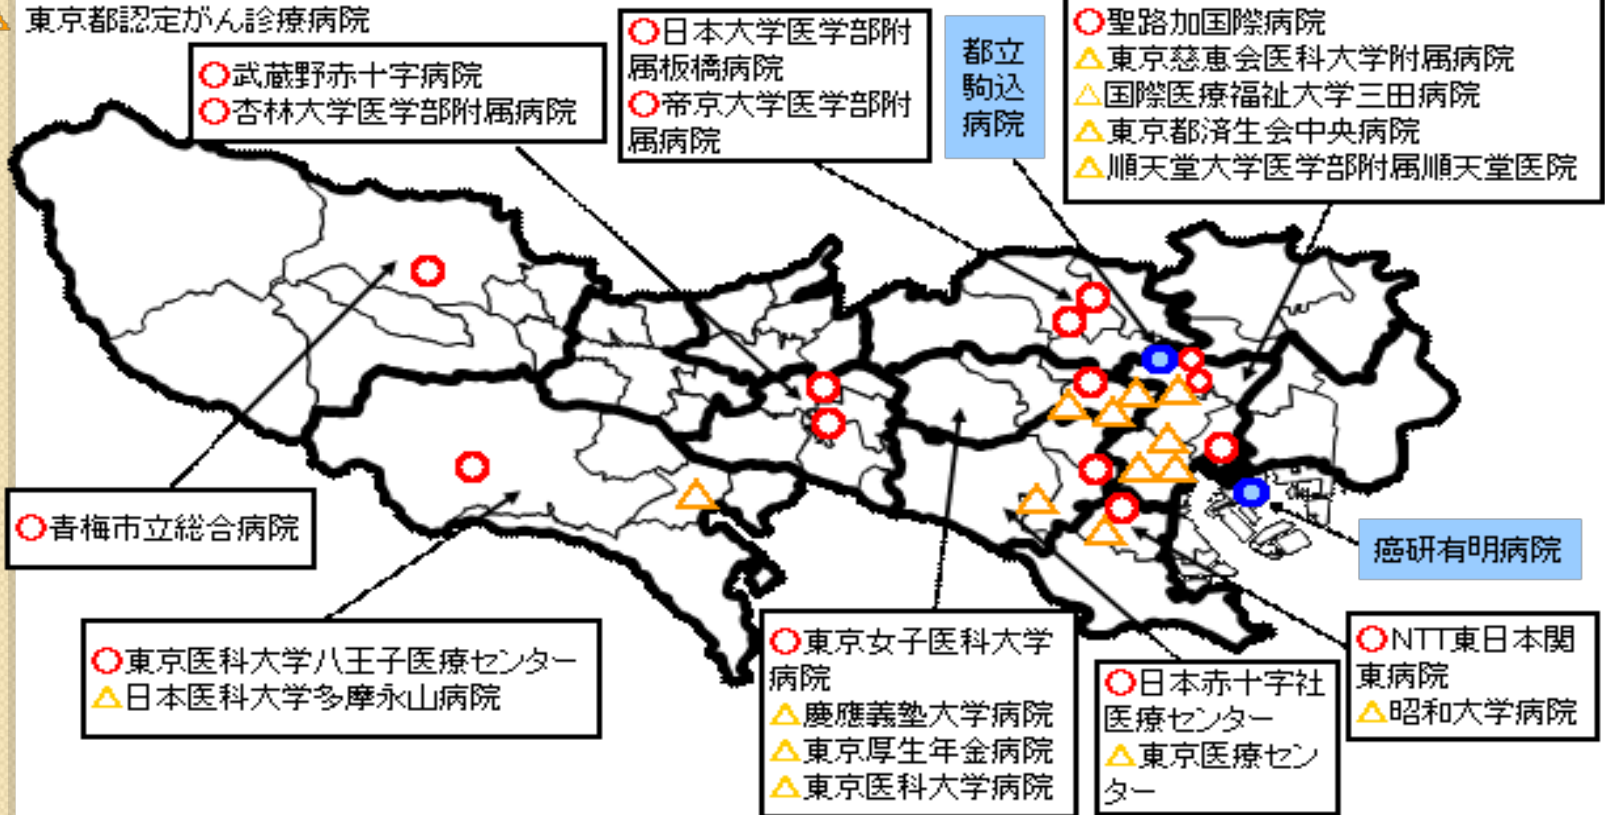 △ 東京都認定がん診療病院
○武蔵野赤十字病院
○杏林大学医学部附属病院
○日本大学医学部附
属板橋病院
○帝京大学医学部附
属病院
都立
駒込
病院
○聖路加国際病院
△東京慈恵会医科大学附属病院
△国際医療福祉大学三田病院
△東京都済生会中央病院
△順天堂大学医学部附属順天堂医院
○青梅市立総合病院
癌研有明病院
○東京医科大学八王子医療センター
△日本医科大学多摩永山病院
○東京女子医科大学
病院
△慶應義塾大学病院
△東京厚生年金病院
△東京医科大学病院
○日本赤十字社
医療センター
△東京医療セン
ター
○NTT東日本関
東病院
△昭和大学病院